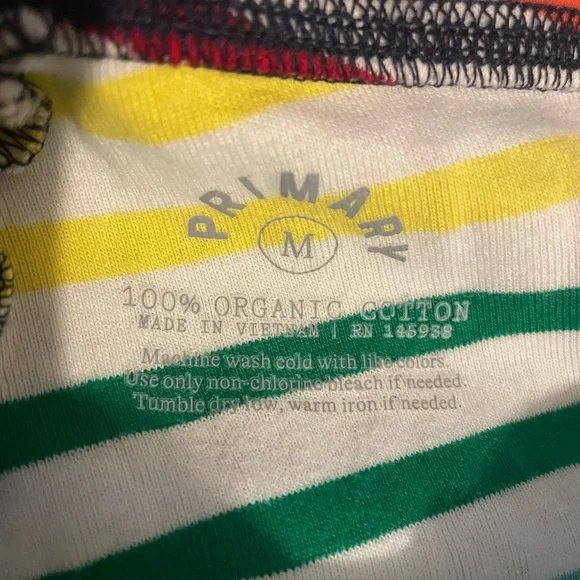 PRIMARY
M
100% ORGANIC COTTON
MADE IN VIETNAM | RN 145938
Machine wash cold with like colors.
Use only non-chlorine bleach if needed.
Tumble dry low, warm iron if needed.